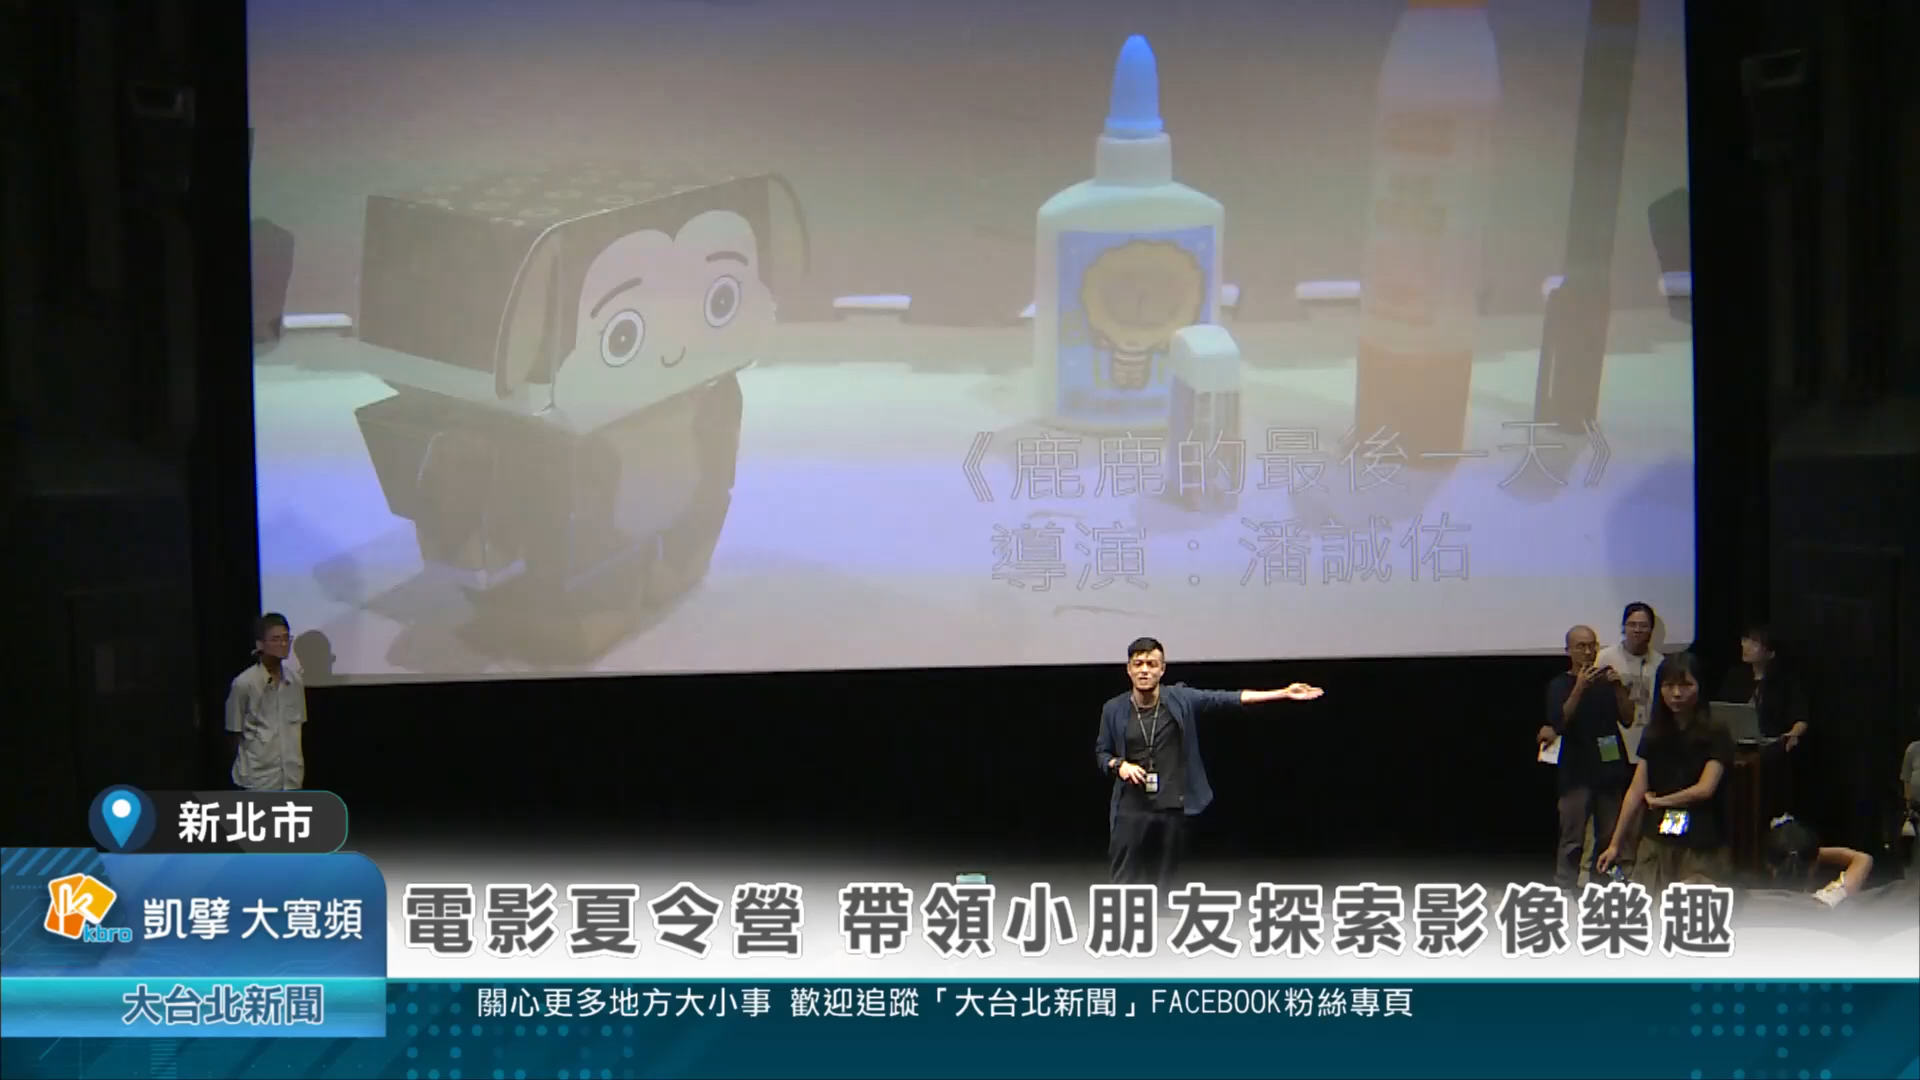 《鹿鹿的最後一天》
導演：潘誠佑
新北市
kbro 凱擘大寬頻
電影夏令營 帶領小朋友探索影像樂趣
大台北新聞
關心更多地方大小事 歡迎追蹤「大台北新聞」FACEBOOK粉絲專頁